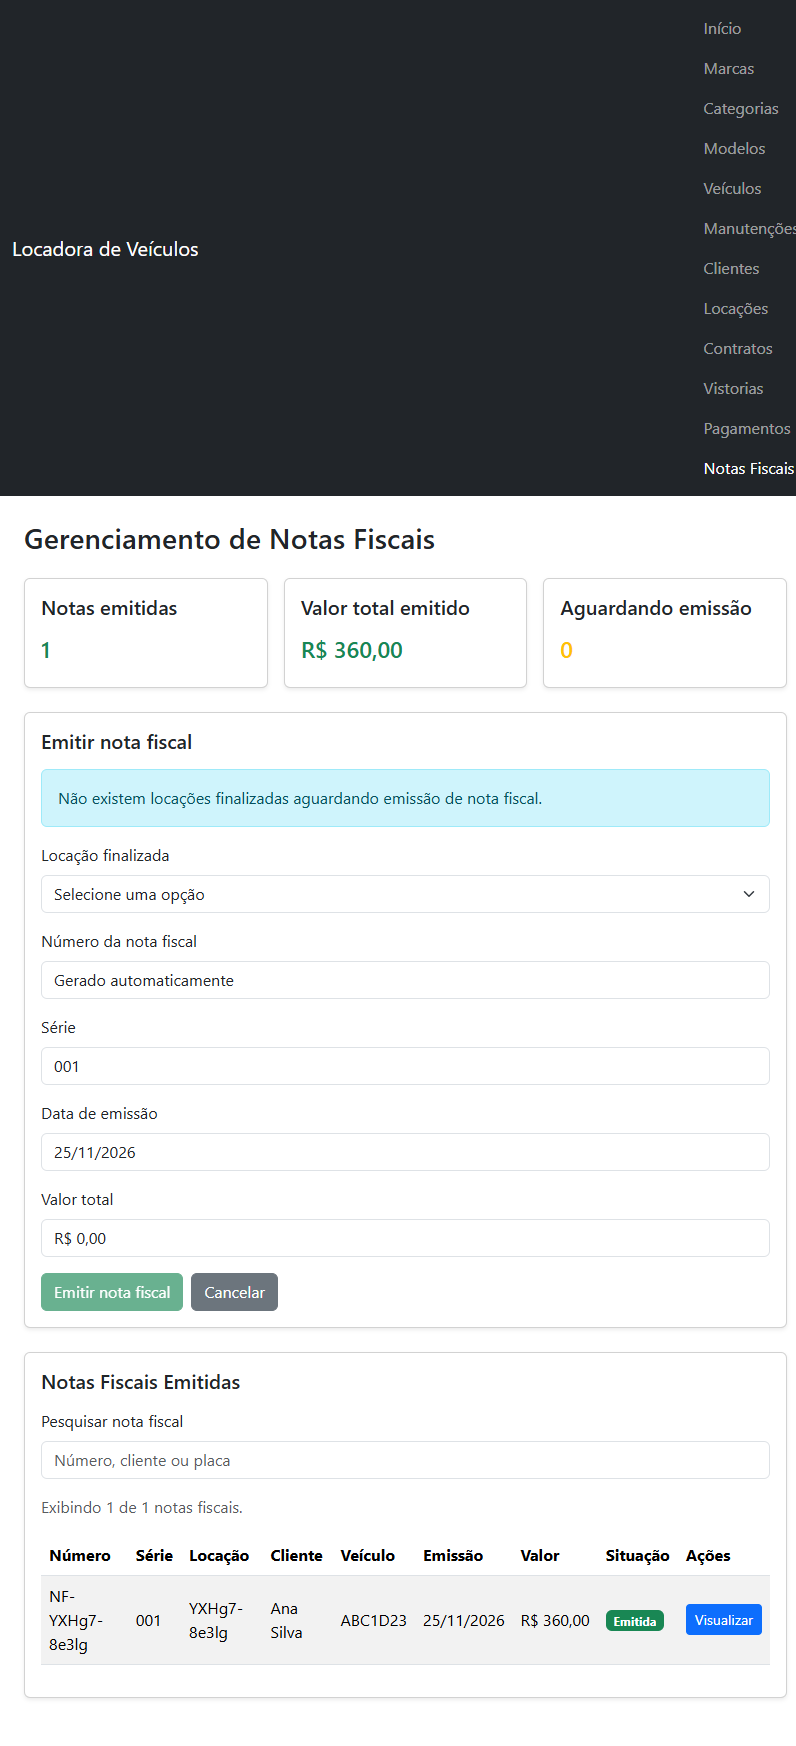 Locadora de Veículos
Início
Marcas
Categorias
Modelos
Veículos
Manutenções
Clientes
Locações
Contratos
Vistorias
Pagamentos
Notas Fiscais
Gerenciamento de Notas Fiscais
Notas emitidas
1
Valor total emitido
R$ 360,00
Aguardando emissão
0
Emitir nota fiscal
Não existem locações finalizadas aguardando emissão de nota fiscal.
Locação finalizada
Selecione uma opção
Número da nota fiscal
Gerado automaticamente
Série
001
Data de emissão
25/11/2026
Valor total
R$ 0,00
Emitir nota fiscal Cancelar
Notas Fiscais Emitidas
Pesquisar nota fiscal
Número, cliente ou placa
Exibindo 1 de 1 notas fiscais.
Número Série Locação Cliente Veículo Emissão Valor Situação Ações
NF-YXHg7-8e3lg 001 YXHg7-8e3lg Ana Silva ABC1D23 25/11/2026 R$ 360,00 Emitida Visualizar